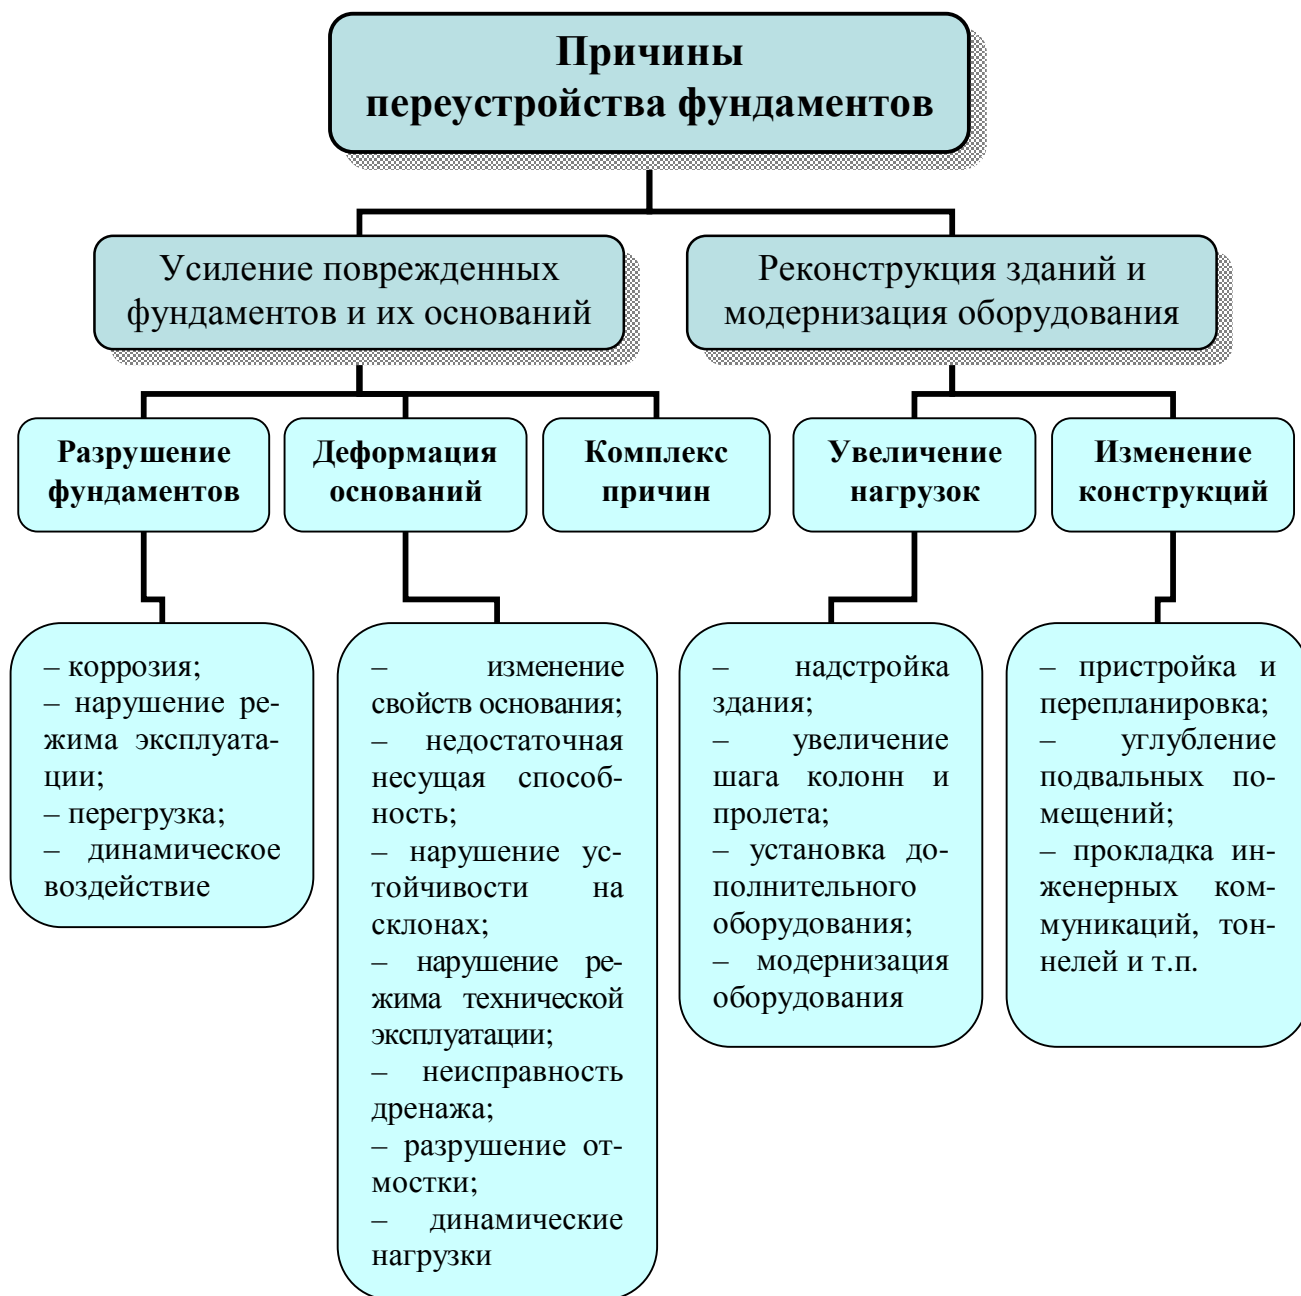 Причины
переустройства фундаментов
Усиление поврежденных
фундаментов и их оснований
Реконструкция зданий и
модернизация оборудования
Разрушение
фундаментов
Деформация
оснований
Комплекс
причин
Увеличение
нагрузок
Изменение
конструкций
– коррозия;
– нарушение ре-
жима эксплуата-
ции;
– перегрузка;
– динамическое
воздействие
– изменение
свойств основания;
– недостаточная
несущая способ-
ность;
– нарушение ус-
тойчивости на
склонах;
– нарушение ре-
жима технической
эксплуатации;
– неисправность
дренажа;
– разрушение от-
мостки;
– динамические
нагрузки
– надстройка
здания;
– увеличение
шага колонн и
пролета;
– установка до-
полнительного
оборудования;
– модернизация
оборудования
– пристройка и
перепланировка;
– углубление
подвальных по-
мещений;
– прокладка ин-
женерных ком-
муникаций, тон-
нелей и т.п.